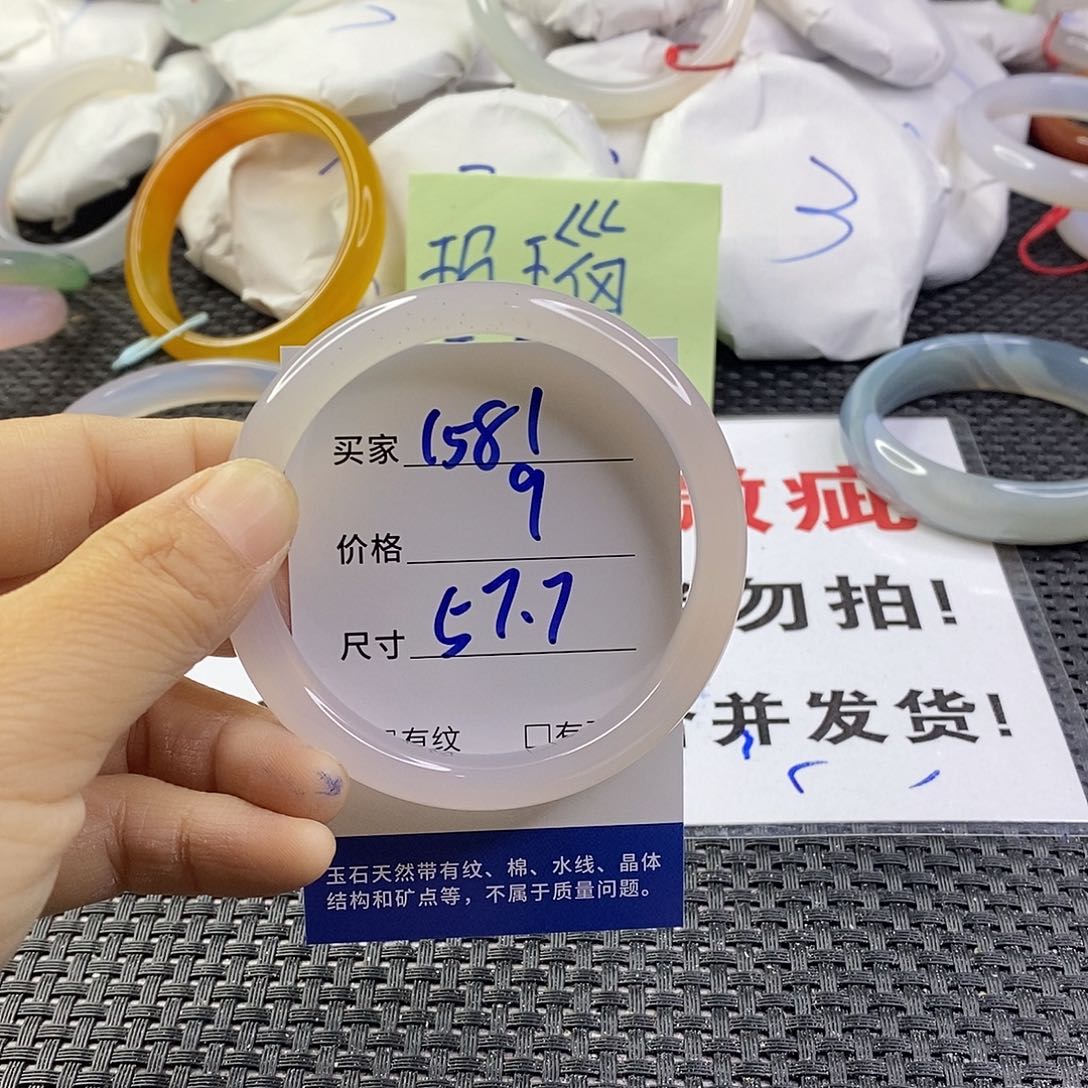 3
玛瑙
买家 1581
9
价格
尺寸 57.7
有纹 □有
玉石天然带有纹、棉、水线、晶体
结构和矿点等，不属于质量问题。
微疵
勿拍!
并发货!